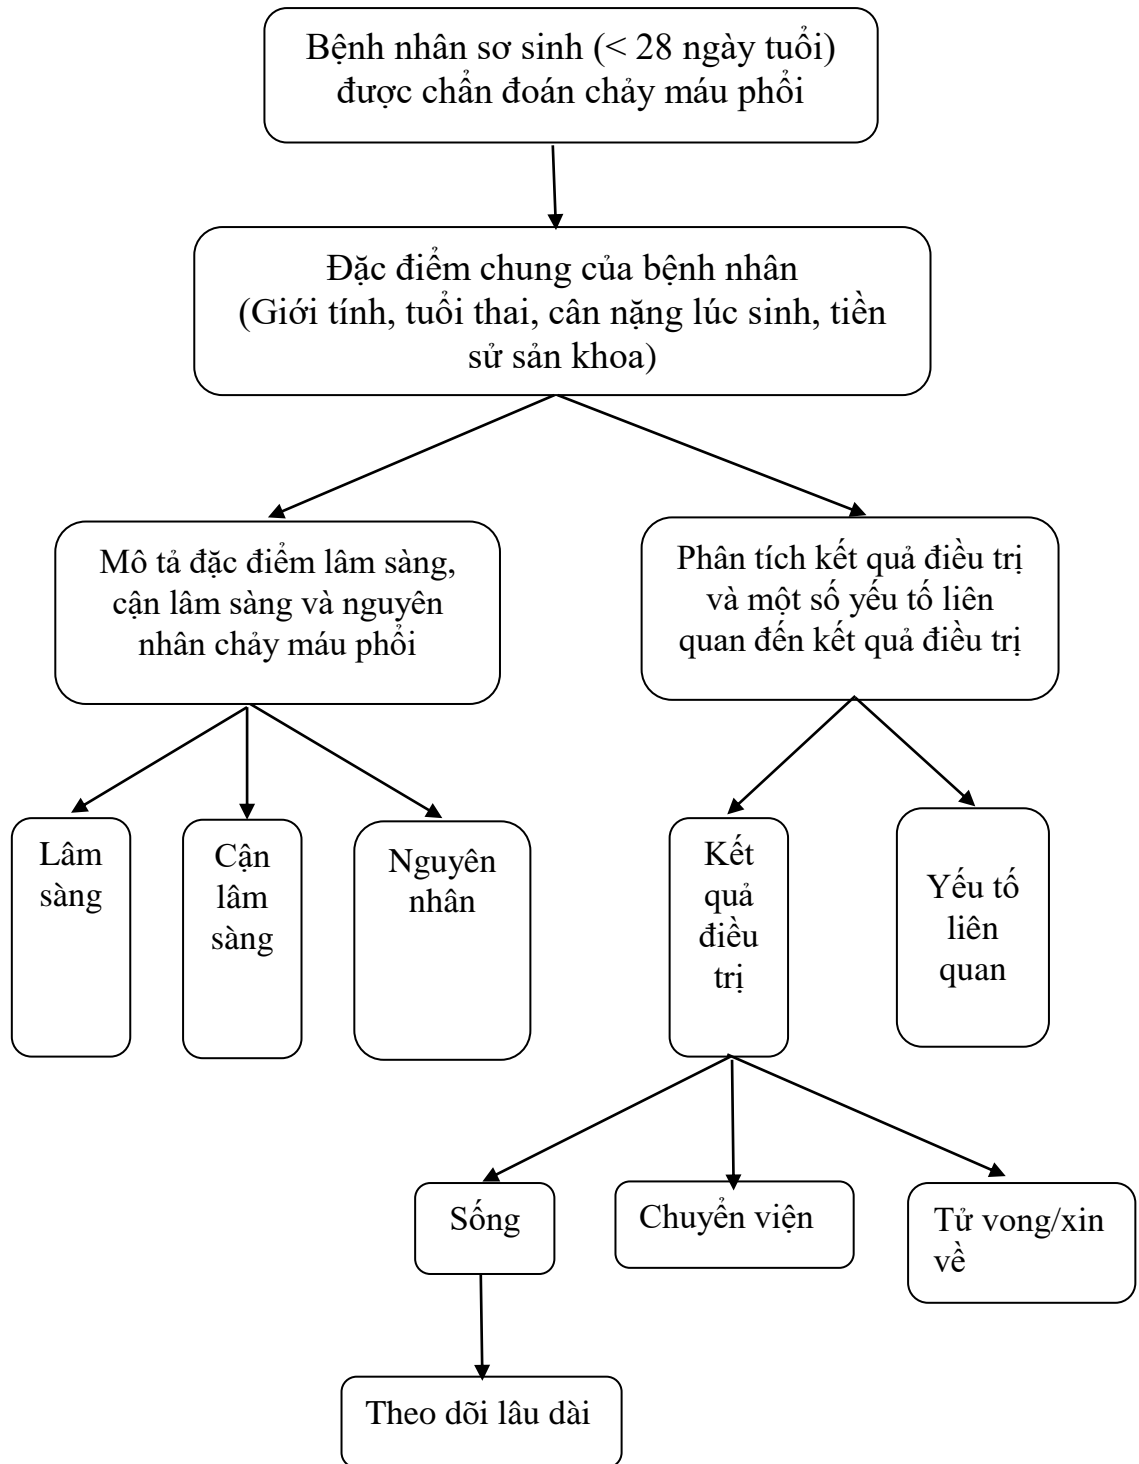 Bệnh nhân sơ sinh (< 28 ngày tuổi)
được chẩn đoán chảy máu phổi
Đặc điểm chung của bệnh nhân
(Giới tính, tuổi thai, cân nặng lúc sinh, tiền
sử sản khoa)
Mô tả đặc điểm lâm sàng,
cận lâm sàng và nguyên
nhân chảy máu phổi
Phân tích kết quả điều trị
và một số yếu tố liên
quan đến kết quả điều trị
Lâm
sàng
Cận
lâm
sàng
Nguyên
nhân
Kết
quả
điều
trị
Yếu tố
liên
quan
Sống
Chuyển viện
Tử vong/xin
về
Theo dõi lâu dài